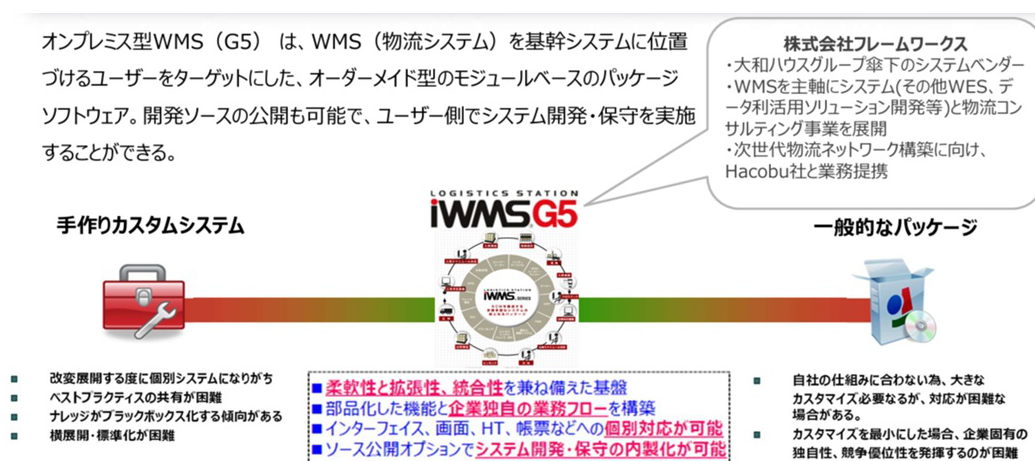 オンプレミス型WMS（G5） は、WMS（物流システム）を基幹システムに位置
づけるユーザーをターゲットにした、オーダーメイド型のモジュールベースのパッケージ
ソフトウェア。開発ソースの公開も可能で、ユーザー側でシステム開発・保守を実施
することができる。
株式会社フレームワークス
・大和ハウスグループ傘下のシステムベンダー
・WMSを主軸にシステム(その他WES、デ
ータ利活用ソリューション開発等)と物流コン
サルティング事業を展開
・次世代物流ネットワーク構築に向け、
Hacobu社と業務提携
LOGISTICS STATION
iWMS G5
手作りカスタムシステム
一般的なパッケージ
LOGISTICS STATION
iWMS SERIES
■ 改変展開する度に個別システムになりがち
■ ベストプラクティスの共有が困難
■ ナレッジがブラックボックス化する傾向がある
■ 横展開・標準化が困難
■柔軟性と拡張性、統合性を兼ね備えた基盤
■部品化した機能と企業独自の業務フローを構築
■インターフェイス、画面、HT、帳票などへの個別対応が可能
■ソース公開オプションでシステム開発・保守の内製化が可能
■ 自社の仕組みに合わない為、大きな
カスタマイズ必要なるが、対応が困難な
場合がある。
■ カスタマイズを最小にした場合、企業固有の
独自性、競争優位性を発揮するのが困難